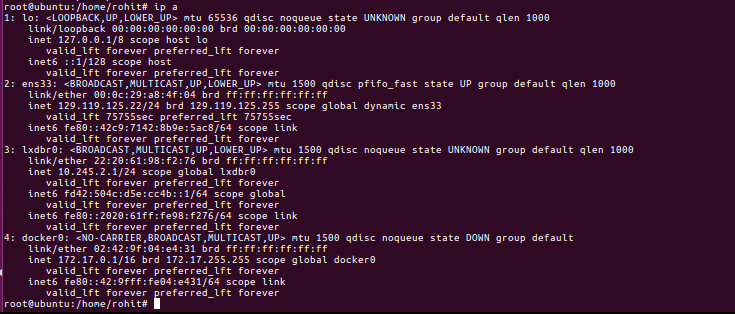 root@ubuntu:/home/rohit# ip a
1: lo: <LOOPBACK,UP,LOWER_UP> mtu 65536 qdisc noqueue state UNKNOWN group default qlen 1000
    link/loopback 00:00:00:00:00:00 brd 00:00:00:00:00:00
    inet 127.0.0.1/8 scope host lo
       valid_lft forever preferred_lft forever
    inet6 ::1/128 scope host
       valid_lft forever preferred_lft forever
2: ens33: <BROADCAST,MULTICAST,UP,LOWER_UP> mtu 1500 qdisc pfifo_fast state UP group default qlen 1000
    link/ether 00:0c:29:a8:4f:04 brd ff:ff:ff:ff:ff:ff
    inet 129.119.125.22/24 brd 129.119.125.255 scope global dynamic ens33
       valid_lft 75755sec preferred_lft 75755sec
    inet6 fe80::42c9:7142:8b9e:5ac8/64 scope link
       valid_lft forever preferred_lft forever
3: lxdbr0: <BROADCAST,MULTICAST,UP,LOWER_UP> mtu 1500 qdisc noqueue state UNKNOWN group default qlen 1000
    link/ether 22:20:61:98:f2:76 brd ff:ff:ff:ff:ff:ff
    inet 10.245.2.1/24 scope global lxdbr0
       valid_lft forever preferred_lft forever
    inet6 fd42:504c:d5e:cc4b::1/64 scope global
       valid_lft forever preferred_lft forever
    inet6 fe80::2020:61ff:fe98:f276/64 scope link
       valid_lft forever preferred_lft forever
4: docker0: <NO-CARRIER,BROADCAST,MULTICAST,UP> mtu 1500 qdisc noqueue state DOWN group default
    link/ether 02:42:9f:04:e4:31 brd ff:ff:ff:ff:ff:ff
    inet 172.17.0.1/16 brd 172.17.255.255 scope global docker0
       valid_lft forever preferred_lft forever
    inet6 fe80::42:9fff:fe04:e431/64 scope link
       valid_lft forever preferred_lft forever
root@ubuntu:/home/rohit#